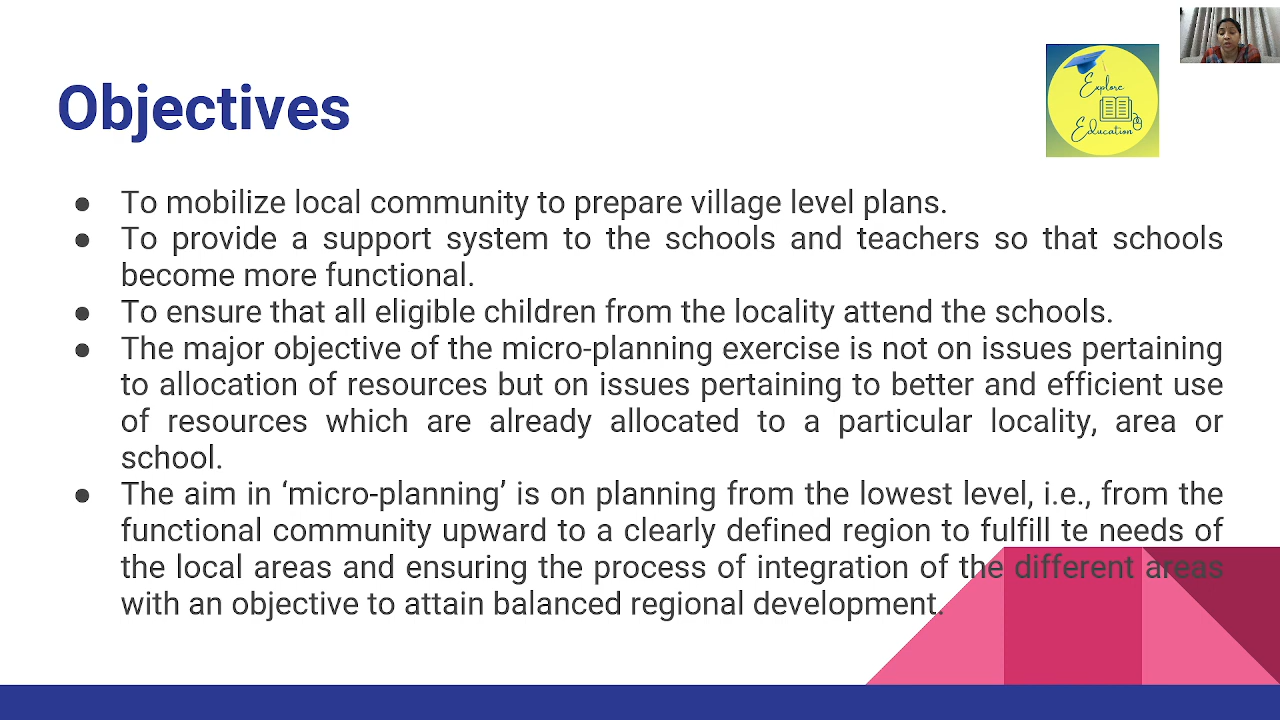 Explore
Education
Objectives
● To mobilize local community to prepare village level plans.
● To provide a support system to the schools and teachers so that schools
become more functional.
● To ensure that all eligible children from the locality attend the schools.
● The major objective of the micro-planning exercise is not on issues pertaining
to allocation of resources but on issues pertaining to better and efficient use
of resources which are already allocated to a particular locality, area or
school.
● The aim in ‘micro-planning’ is on planning from the lowest level, i.e., from the
functional community upward to a clearly defined region to fulfill te needs of
the local areas and ensuring the process of integration of the different areas
with an objective to attain balanced regional development.